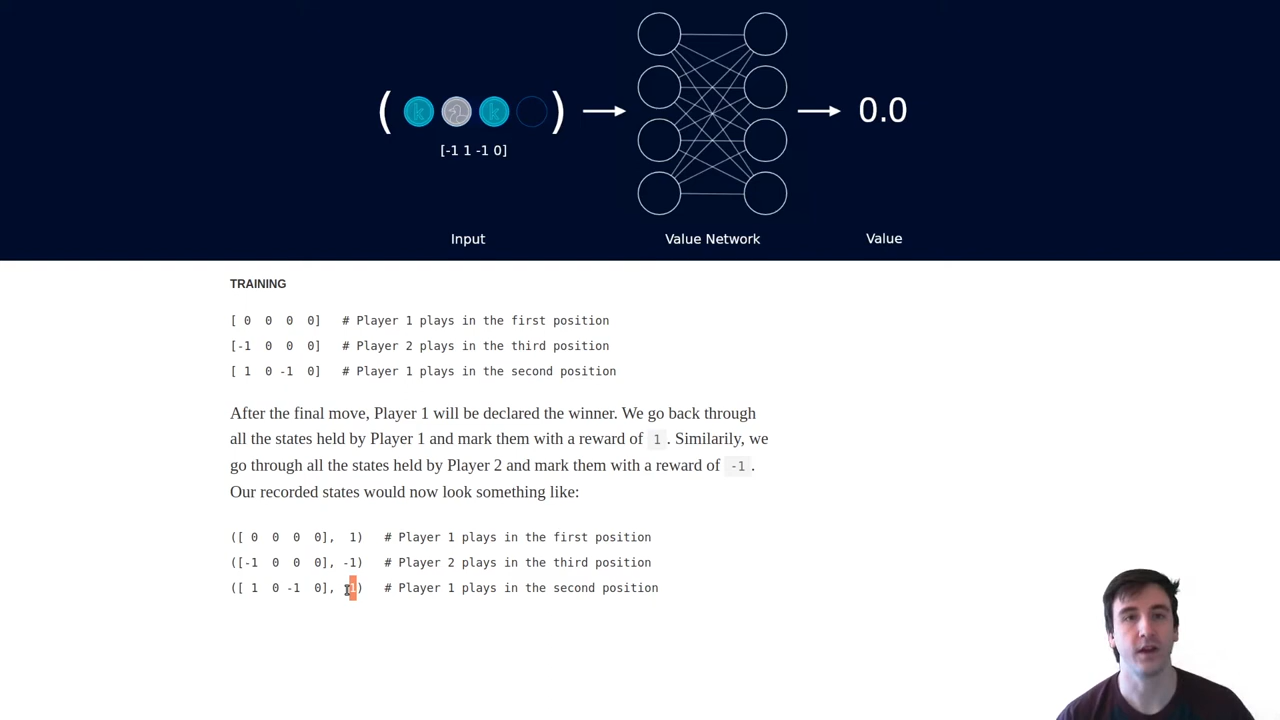 ( k 2 k ) 0.0
[-1 1 -1 0]
Input Value Network Value
TRAINING
[ 0 0 0 0] # Player 1 plays in the first position
[-1 0 0 0] # Player 2 plays in the third position
[ 1 0 -1 0] # Player 1 plays in the second position
After the final move, Player 1 will be declared the winner. We go back through
all the states held by Player 1 and mark them with a reward of 1 . Similarily, we
go through all the states held by Player 2 and mark them with a reward of -1 .
Our recorded states would now look something like:
([ 0 0 0 0], 1) # Player 1 plays in the first position
([-1 0 0 0], -1) # Player 2 plays in the third position
([ 1 0 -1 0], 1) # Player 1 plays in the second position